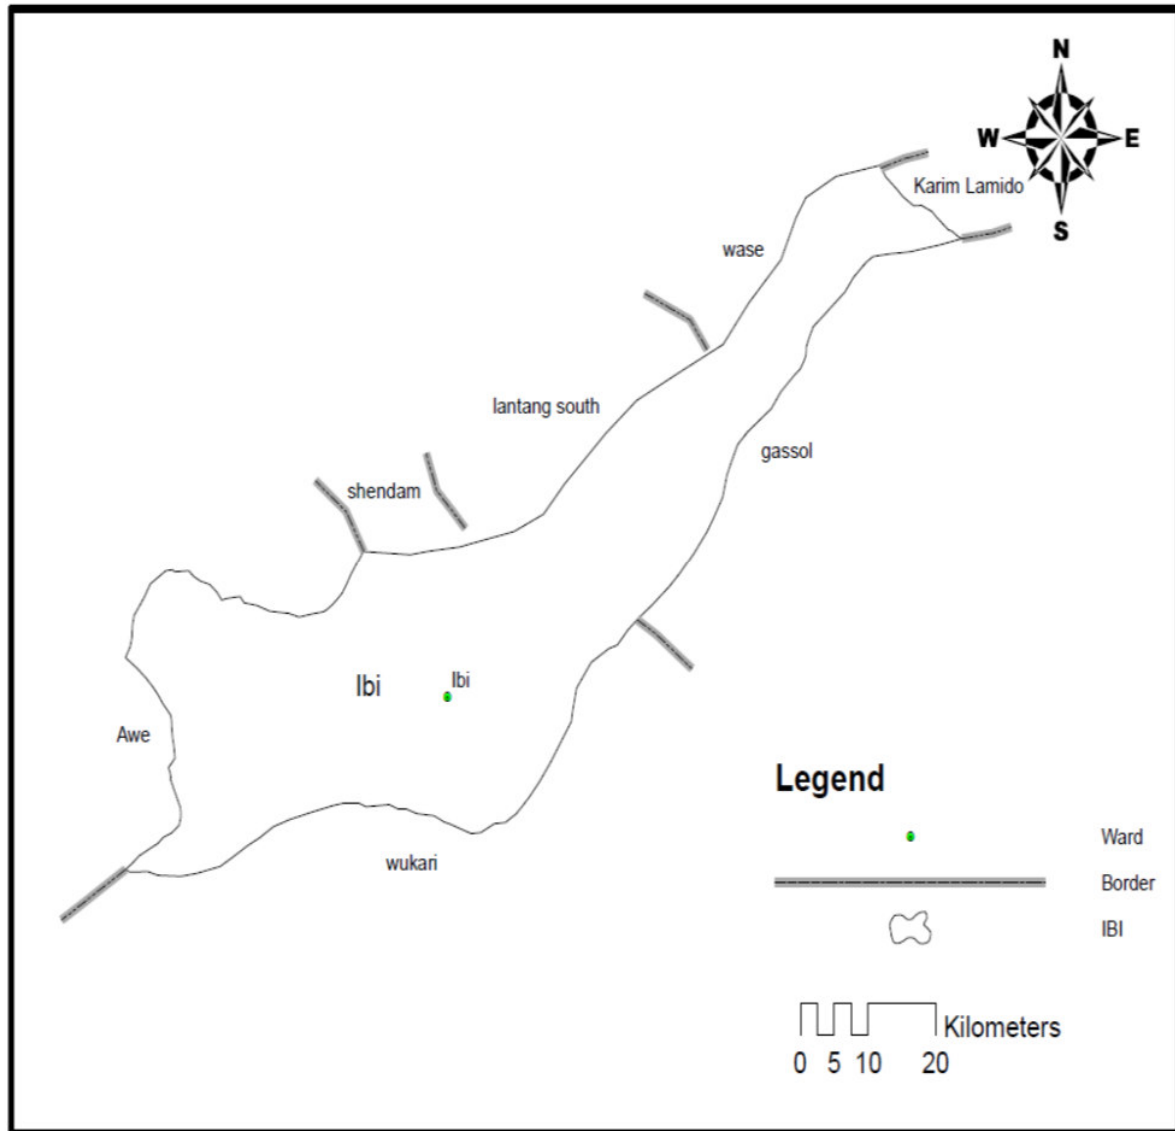 N
W E
S
Karim Lamido
wase
lantang south
gassol
shendam
Ibi
Ibi
Awe
wukari
Legend
Ward
Border
IBI
Kilometers
0 5 10 20